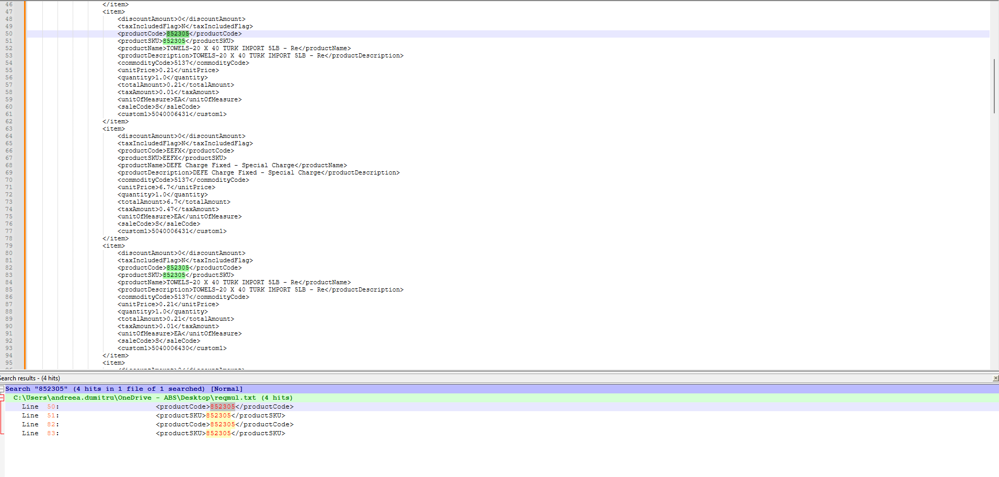 46 </item>
47 <item>
48 <discountAmount>0</discountAmount>
49 <taxIncludedFlag>N</taxIncludedFlag>
50 <productCode>852305</productCode>
51 <productSKU>852305</productSKU>
52 <productName>TOWELS-20 X 40 TURK IMPORT 5LB - Re</productName>
53 <productDescription>TOWELS-20 X 40 TURK IMPORT 5LB - Re</productDescription>
54 <commodityCode>5137</commodityCode>
55 <unitPrice>0.21</unitPrice>
56 <quantity>1.0</quantity>
57 <totalAmount>0.21</totalAmount>
58 <taxAmount>0.01</taxAmount>
59 <unitOfMeasure>EA</unitOfMeasure>
60 <saleCode>S</saleCode>
61 <custom1>5040006431</custom1>
62 </item>
63 <item>
64 <discountAmount>0</discountAmount>
65 <taxIncludedFlag>N</taxIncludedFlag>
66 <productCode>EEFX</productCode>
67 <productSKU>EEFX</productSKU>
68 <productName>DEFE Charge Fixed - Special Charge</productName>
69 <productDescription>DEFE Charge Fixed - Special Charge</productDescription>
70 <commodityCode>5137</commodityCode>
71 <unitPrice>6.7</unitPrice>
72 <quantity>1.0</quantity>
73 <totalAmount>6.7</totalAmount>
74 <taxAmount>0.47</taxAmount>
75 <unitOfMeasure>EA</unitOfMeasure>
76 <saleCode>S</saleCode>
77 <custom1>5040006431</custom1>
78 </item>
79 <item>
80 <discountAmount>0</discountAmount>
81 <taxIncludedFlag>N</taxIncludedFlag>
82 <productCode>852305</productCode>
83 <productSKU>852305</productSKU>
84 <productName>TOWELS-20 X 40 TURK IMPORT 5LB - Re</productName>
85 <productDescription>TOWELS-20 X 40 TURK IMPORT 5LB - Re</productDescription>
86 <commodityCode>5137</commodityCode>
87 <unitPrice>0.21</unitPrice>
88 <quantity>1.0</quantity>
89 <totalAmount>0.21</totalAmount>
90 <taxAmount>0.01</taxAmount>
91 <unitOfMeasure>EA</unitOfMeasure>
92 <saleCode>S</saleCode>
93 <custom1>5040006430</custom1>
94 </item>
95 <item>
Search results - (4 hits)
Search "852305" (4 hits in 1 file of 1 searched) [Normal]
C:\Users\andreea.dumitru\OneDrive - ABS\Desktop\reqmul.txt (4 hits)
Line 50: <productCode>852305</productCode>
Line 51: <productSKU>852305</productSKU>
Line 82: <productCode>852305</productCode>
Line 83: <productSKU>852305</productSKU>